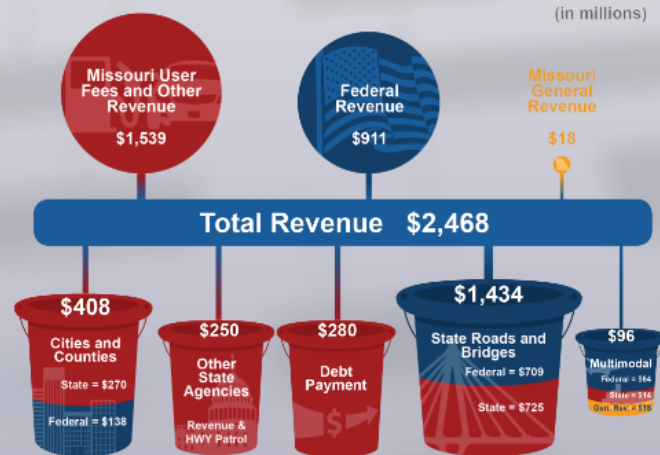 (in millions)
Missouri User
Fees and Other
Revenue
$1,539
Federal
Revenue
$911
Missouri
General
Revenue
$18
Total Revenue $2,468
$408
Cities and
Counties
State = $270
Federal = $138
$250
Other
State
Agencies
Revenue &
HWY Patrol
$280
Debt
Payment
$
$1,434
State Roads and
Bridges
Federal = $709
State = $725
$96
Multimodal
Federal = $64
State = $14
Gen. Rev. = $18